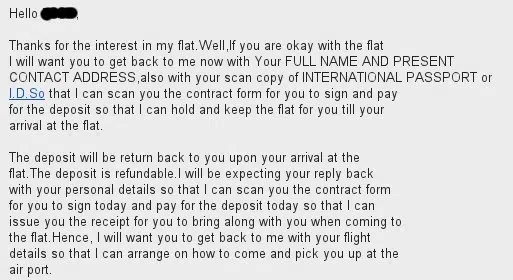 Hello ,
Thanks for the interest in my flat.Well,If you are okay with the flat
I will want you to get back to me now with Your FULL NAME AND PRESENT
CONTACT ADDRESS,also with your scan copy of INTERNATIONAL PASSPORT or
I.D.So that I can scan you the contract form for you to sign and pay
for the deposit so that I can hold and keep the flat for you till your
arrival at the flat.
The deposit will be return back to you upon your arrival at the
flat.The deposit is refundable.I will be expecting your reply back
with your personal details so that I can scan you the contract form
for you to sign today and pay for the deposit today so that I can
issue you the receipt for you to bring along with you when coming to
the flat.Hence, I will want you to get back to me with your flight
details so that I can arrange on how to come and pick you up at the
air port.